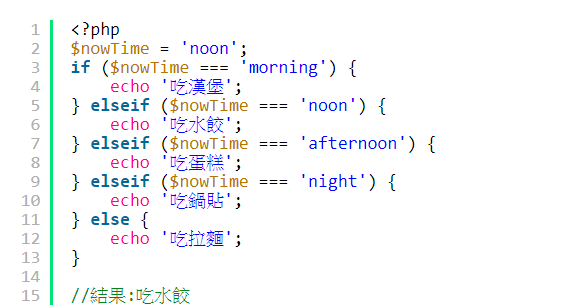 1 <?php
2 $nowTime = 'noon';
3 if ($nowTime === 'morning') {
4     echo '吃漢堡';
5 } elseif ($nowTime === 'noon') {
6     echo '吃水餃';
7 } elseif ($nowTime === 'afternoon') {
8     echo '吃蛋糕';
9 } elseif ($nowTime === 'night') {
10     echo '吃鍋貼';
11 } else {
12     echo '吃拉麵';
13 }
14
15 //結果:吃水餃